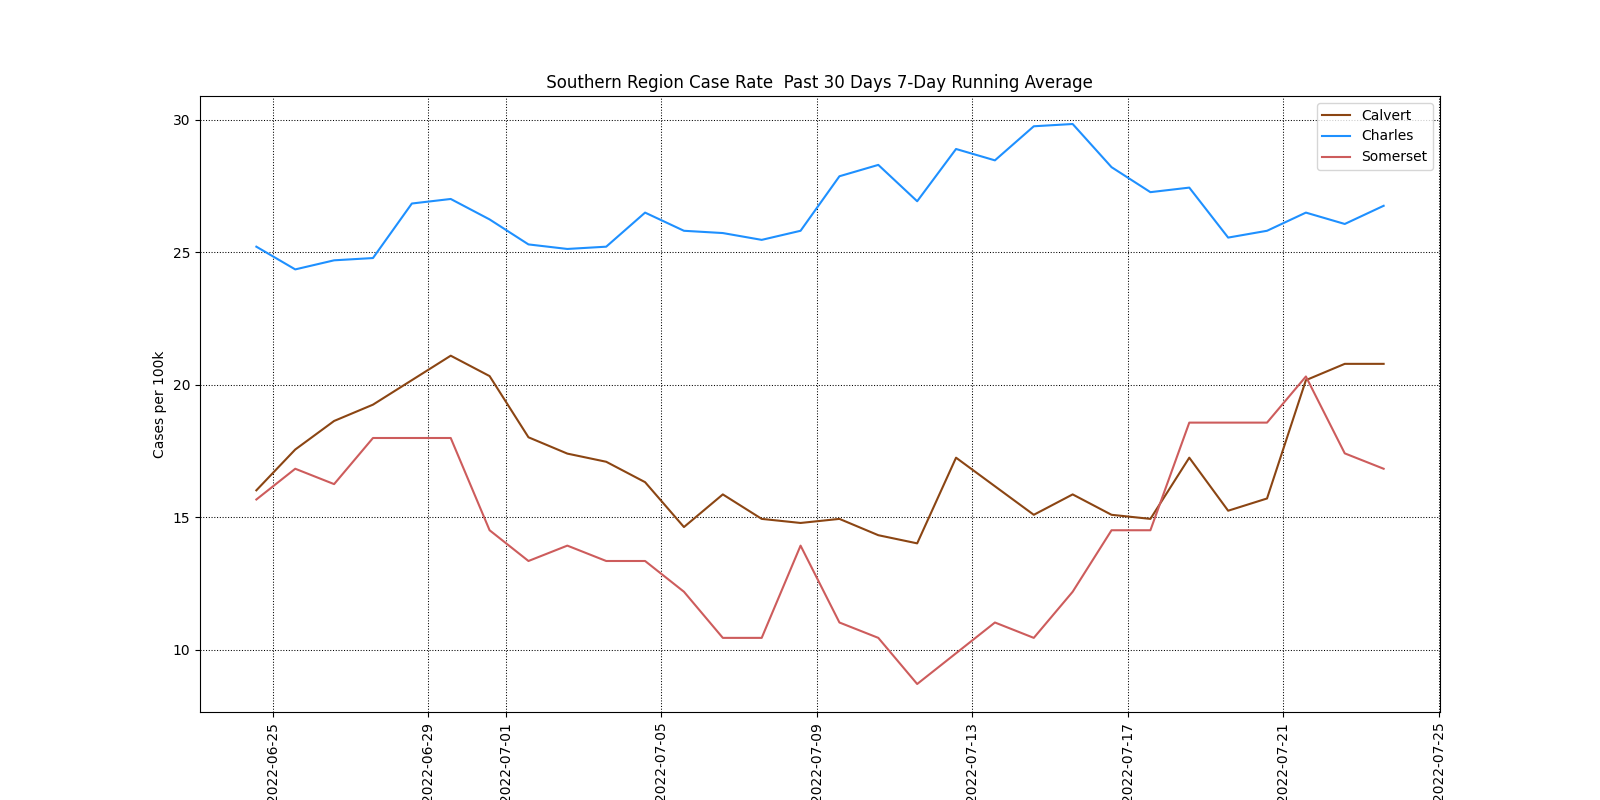 Southern Region Case Rate  Past 30 Days 7-Day Running Average
Calvert
Charles
Somerset
Cases per 100k
30
25
20
15
10
2022-06-25
2022-06-29
2022-07-01
2022-07-05
2022-07-09
2022-07-13
2022-07-17
2022-07-21
2022-07-25